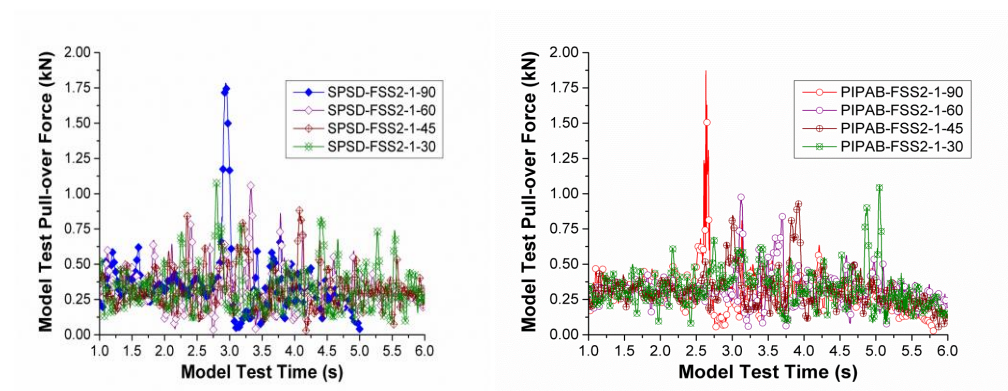 Model Test Pull-over Force (kN)
2.00
1.75
1.50
1.25
1.00
0.75
0.50
0.25
0.00
SPSD-FSS2-1-90
SPSD-FSS2-1-60
SPSD-FSS2-1-45
SPSD-FSS2-1-30
1.0 1.5 2.0 2.5 3.0 3.5 4.0 4.5 5.0 5.5 6.0
Model Test Time (s)
Model Test Pull-over Force (kN)
2.00
1.75
1.50
1.25
1.00
0.75
0.50
0.25
0.00
PIPAB-FSS2-1-90
PIPAB-FSS2-1-60
PIPAB-FSS2-1-45
PIPAB-FSS2-1-30
1.0 1.5 2.0 2.5 3.0 3.5 4.0 4.5 5.0 5.5 6.0
Model Test Time (s)